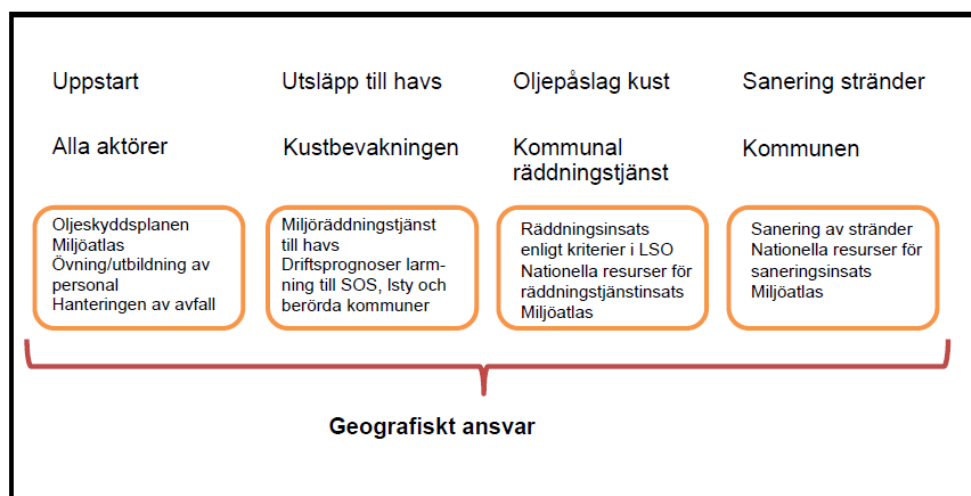 Uppstart
Alla aktörer
Oljeskyddsplanen
Miljöatlas
Övning/utbildning av
personal
Hanteringen av avfall
Utsläpp till havs
Kustbevakningen
Miljöräddningstjänst
till havs
Driftsprognoser larm-
ning till SOS, lsty och
berörda kommuner
Oljepåslag kust
Kommunal
räddningstjänst
Räddningsinsats
enligt kriterier i LSO
Nationella resurser för
räddningstjänstinsats
Miljöatlas
Sanering stränder
Kommunen
Sanering av stränder
Nationella resurser för
saneringsinsats
Miljöatlas
Geografiskt ansvar